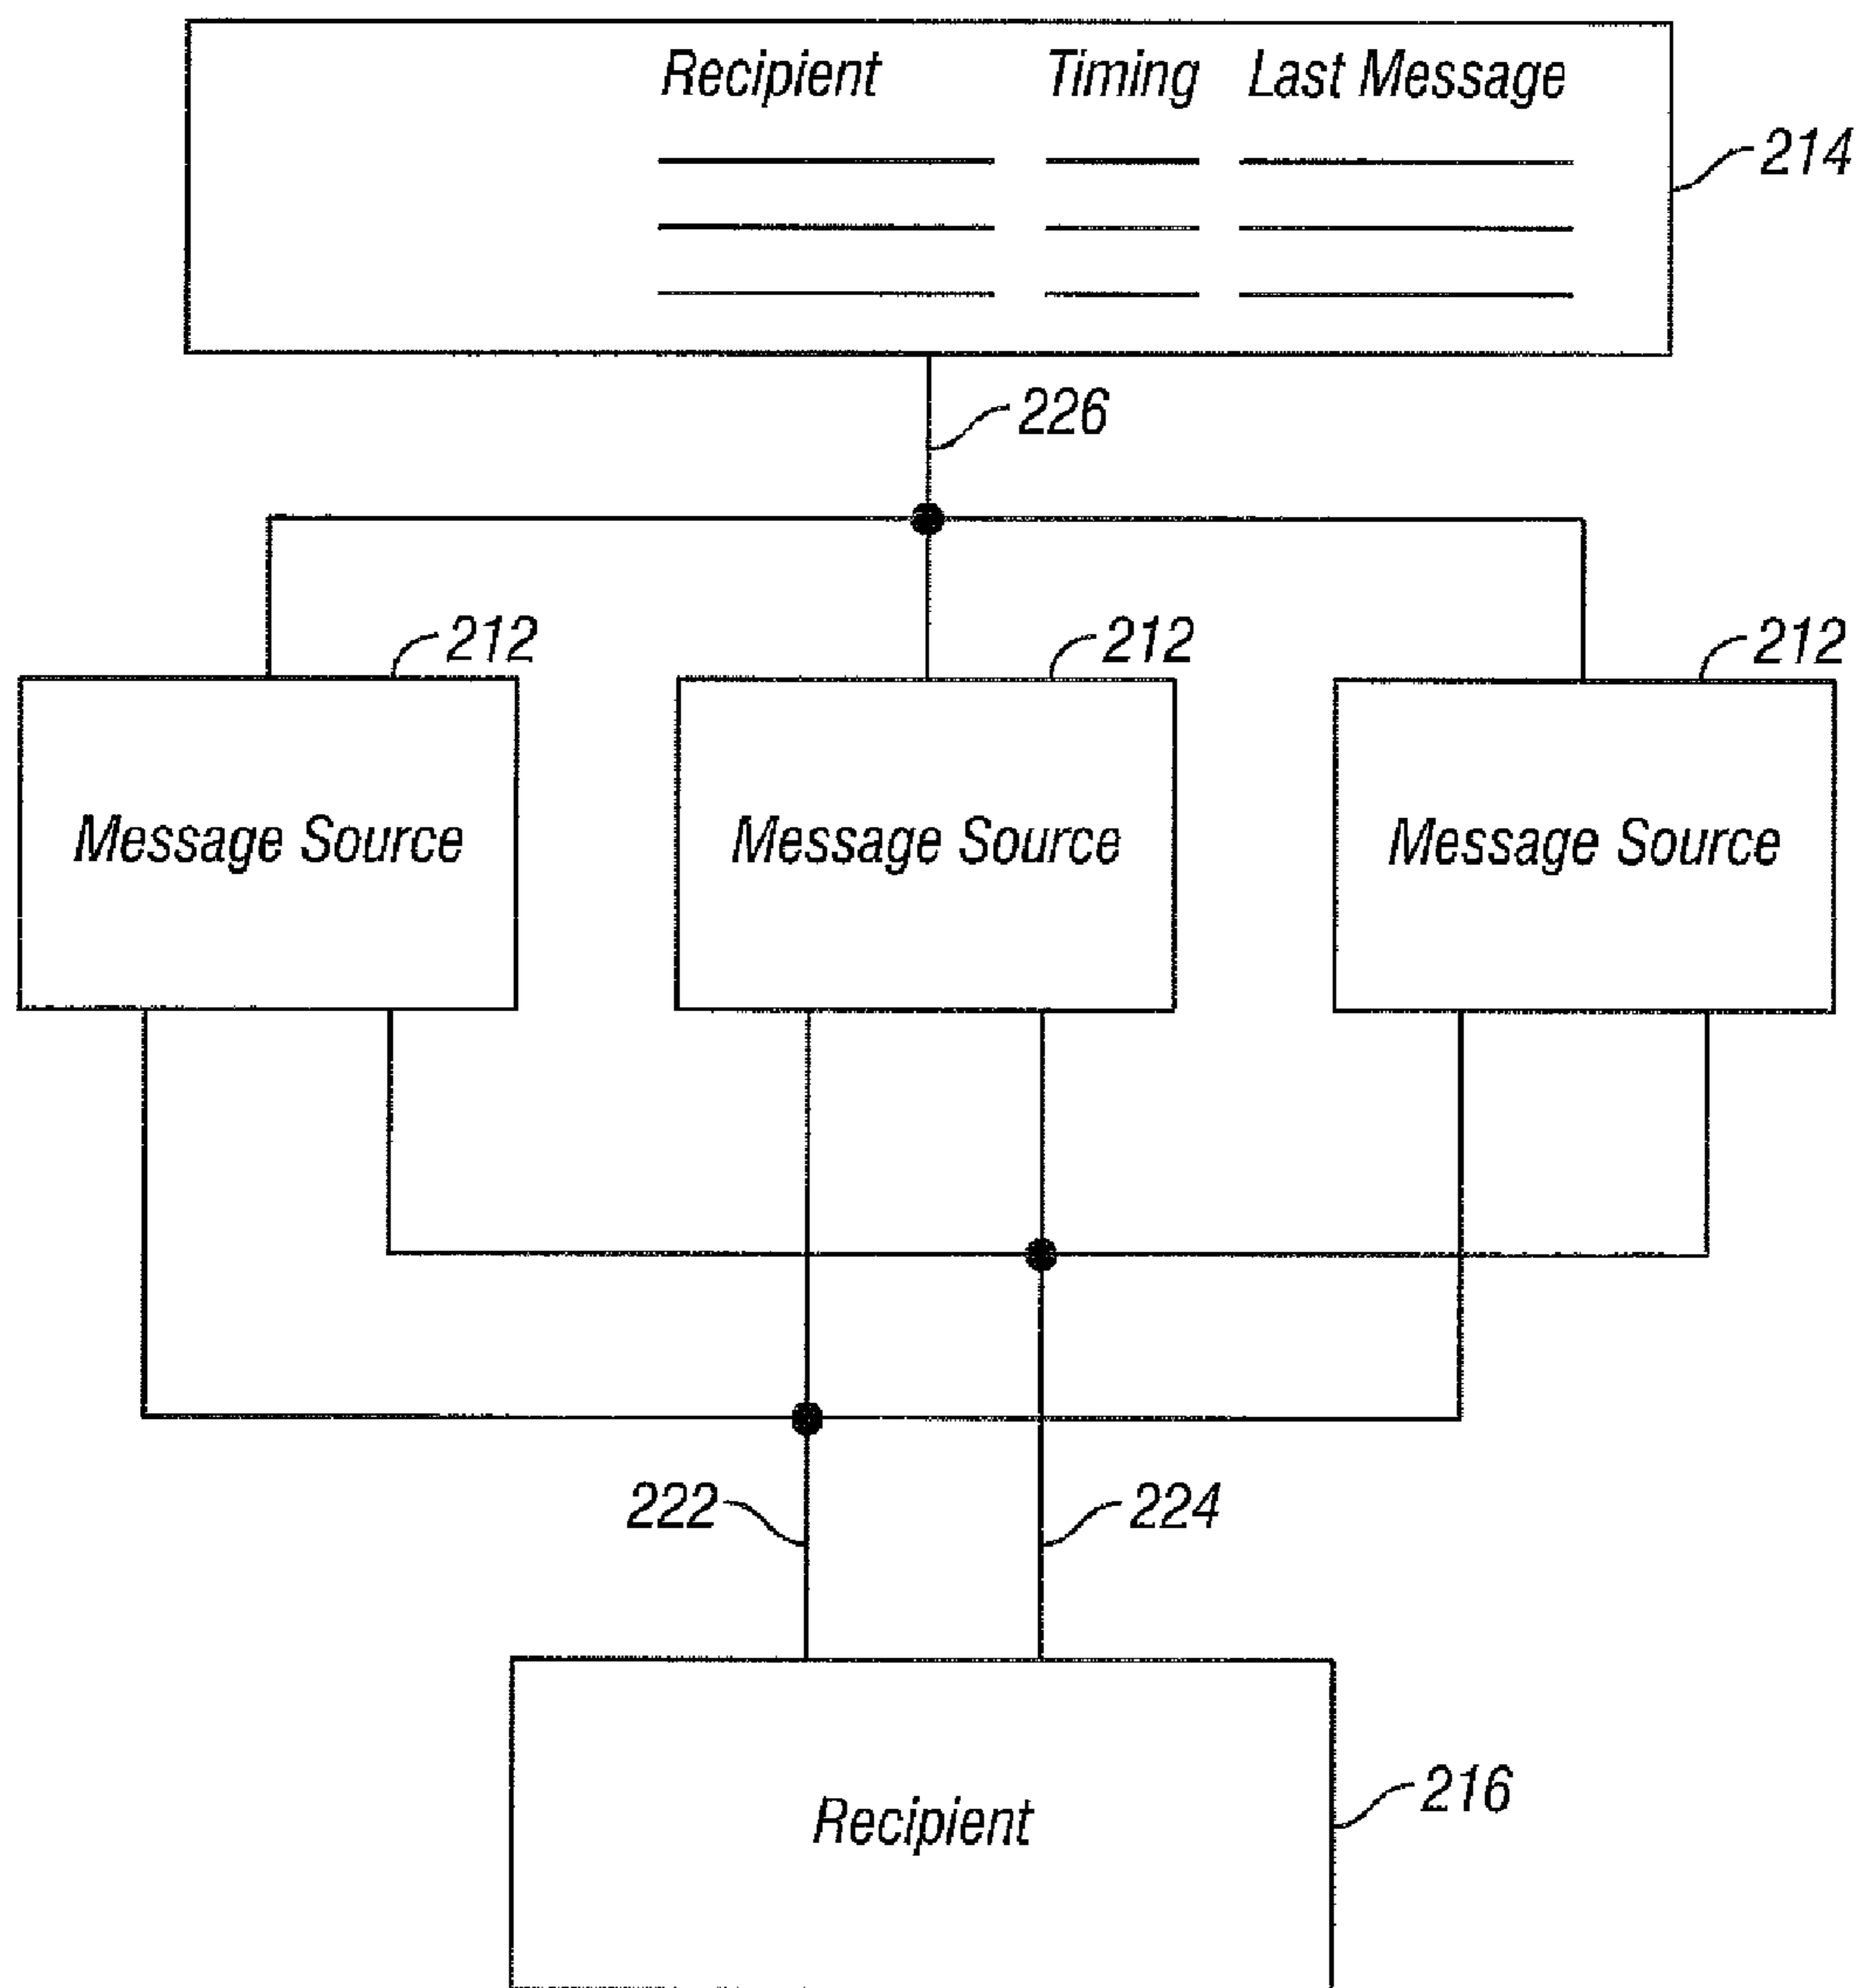 Recipient Timing Last Message
214
226
212 212 212
Message Source Message Source Message Source
222 224
216
Recipient